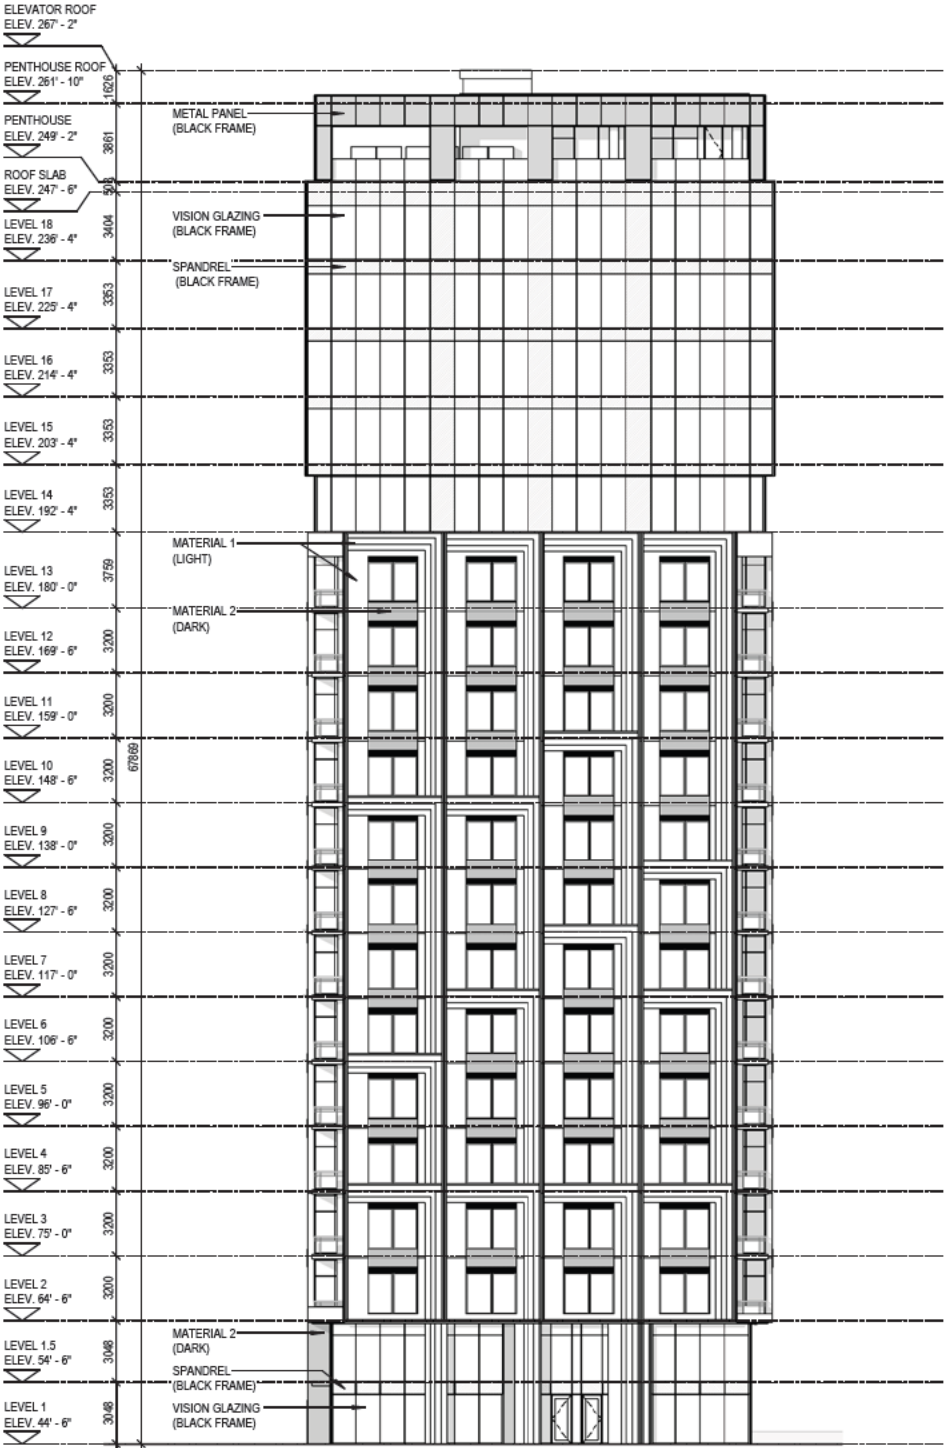 ELEVATOR ROOF
ELEV. 267' - 2"
PENTHOUSE ROOF
ELEV. 261' - 10"
1626
METAL PANEL
(BLACK FRAME)
PENTHOUSE
ELEV. 249' - 2"
3861
ROOF SLAB
ELEV. 247' - 6"
508
VISION GLAZING
(BLACK FRAME)
LEVEL 18
ELEV. 236' - 4"
3404
SPANDREL
(BLACK FRAME)
LEVEL 17
ELEV. 225' - 4"
3353
LEVEL 16
ELEV. 214' - 4"
3353
LEVEL 15
ELEV. 203' - 4"
3353
LEVEL 14
ELEV. 192' - 4"
3353
MATERIAL 1
(LIGHT)
LEVEL 13
ELEV. 180' - 0"
3759
MATERIAL 2
(DARK)
LEVEL 12
ELEV. 169' - 6"
3200
LEVEL 11
ELEV. 159' - 0"
3200
67869
LEVEL 10
ELEV. 148' - 6"
3200
LEVEL 9
ELEV. 138' - 0"
3200
LEVEL 8
ELEV. 127' - 6"
3200
LEVEL 7
ELEV. 117' - 0"
3200
LEVEL 6
ELEV. 106' - 6"
3200
LEVEL 5
ELEV. 96' - 0"
3200
LEVEL 4
ELEV. 85' - 6"
3200
LEVEL 3
ELEV. 75' - 0"
3200
LEVEL 2
ELEV. 64' - 6"
3200
MATERIAL 2
(DARK)
LEVEL 1.5
ELEV. 54' - 6"
3048
SPANDREL
(BLACK FRAME)
LEVEL 1
ELEV. 44' - 6"
3048
VISION GLAZING
(BLACK FRAME)